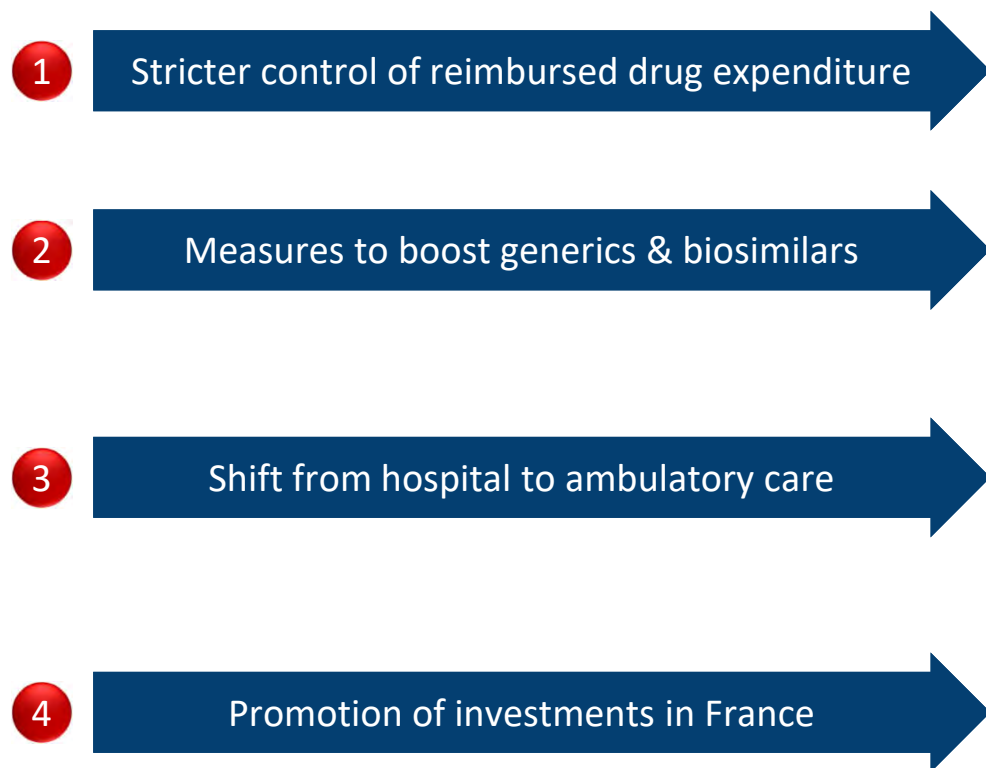 1 Stricter control of reimbursed drug expenditure
2 Measures to boost generics & biosimilars
3 Shift from hospital to ambulatory care
4 Promotion of investments in France